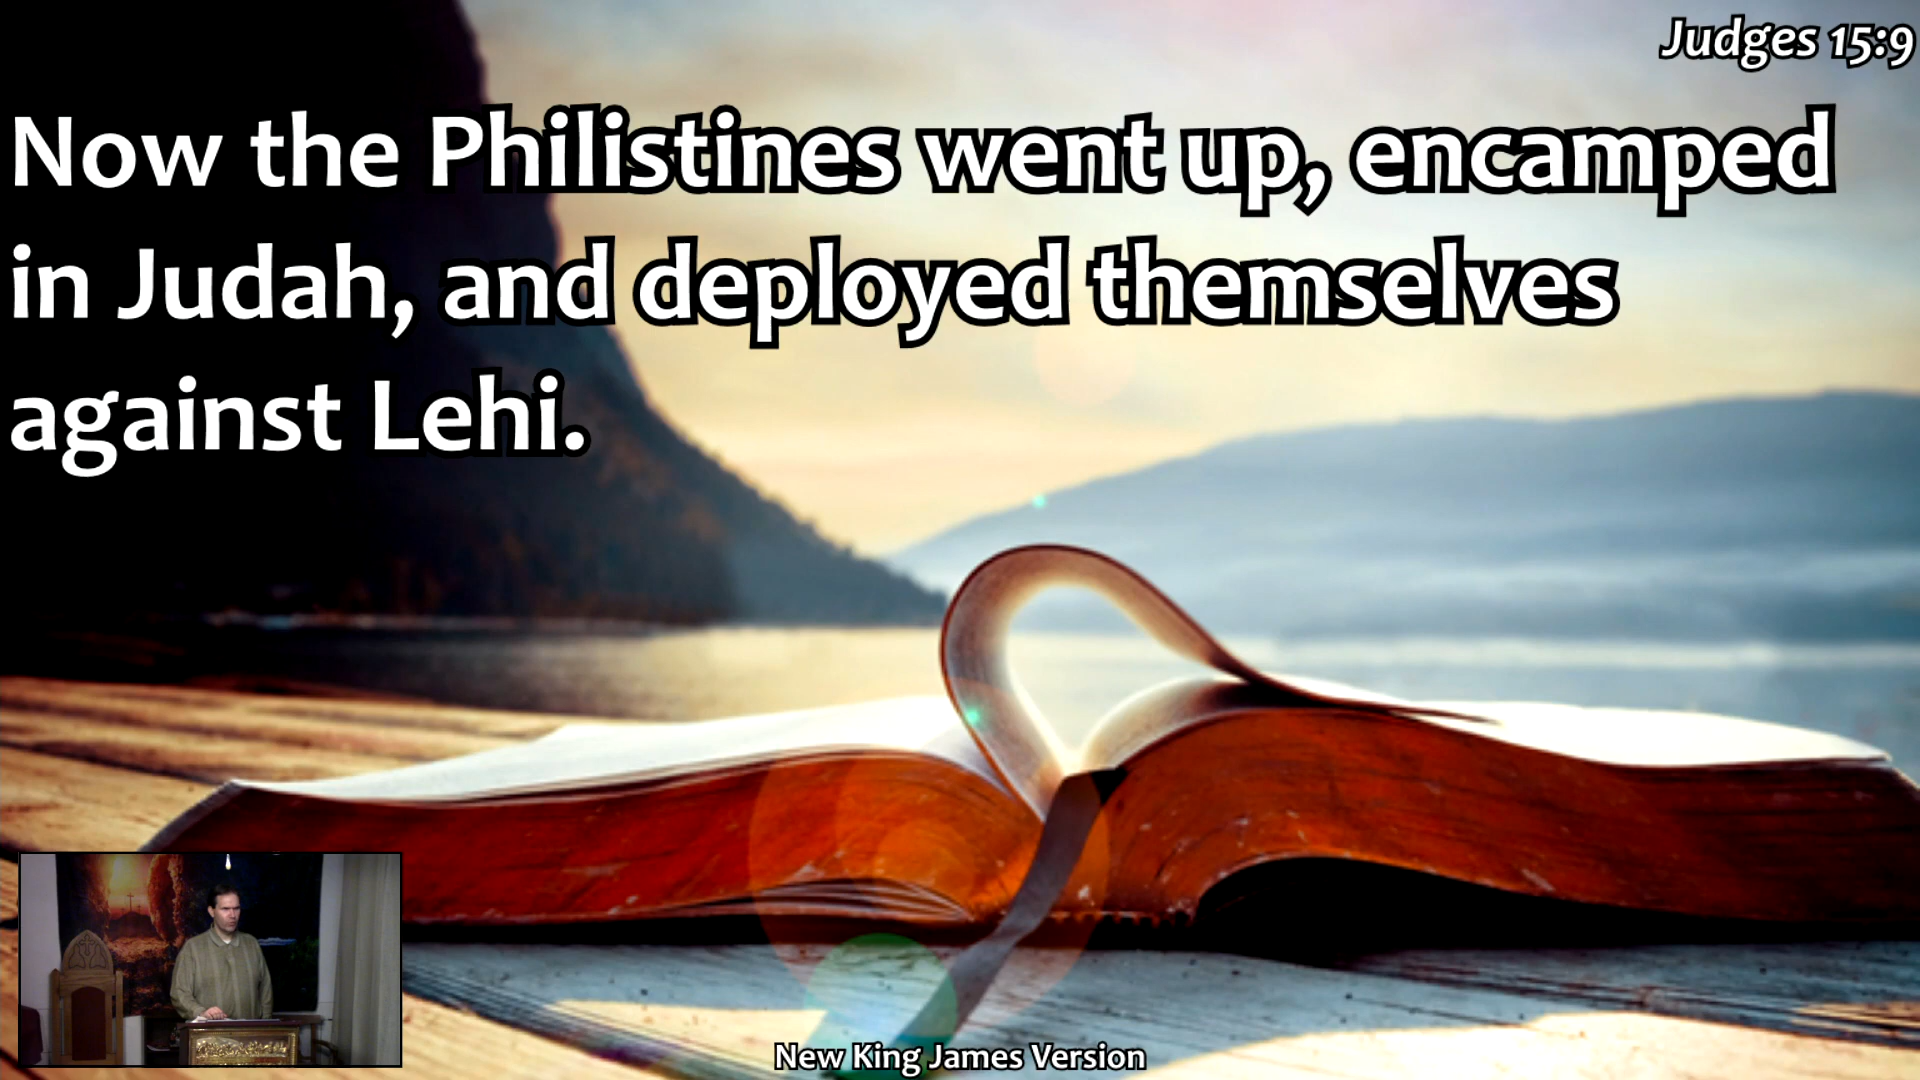 Judges 15:9
Now the Philistines went up, encamped
in Judah, and deployed themselves
against Lehi.
New King James Version